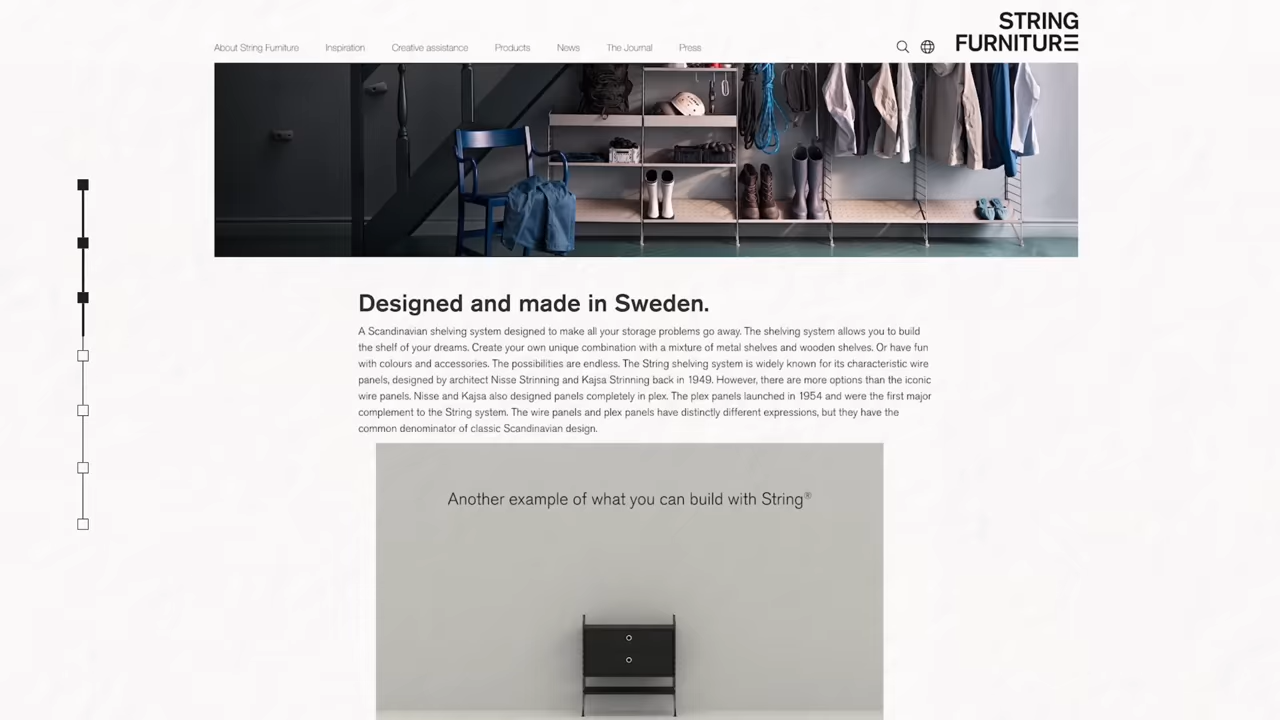 STRING
FURNITURE
About String Furniture Inspiration Creative assistance Products News The Journal Press
Designed and made in Sweden.
A Scandinavian shelving system designed to make all your storage problems go away. The shelving system allows you to build
the shelf of your dreams. Create your own unique combination with a mixture of metal shelves and wooden shelves. Or have fun
with colours and accessories. The possibilities are endless. The String shelving system is widely known for its characteristic wire
panels, designed by architect Nisse Strinning and Kajsa Strinning back in 1949. However, there are more options than the iconic
wire panels. Nisse and Kajsa also designed panels completely in plex. The plex panels launched in 1954 and were the first major
complement to the String system. The wire panels and plex panels have distinctly different expressions, but they have the
common denominator of classic Scandinavian design.
Another example of what you can build with String®